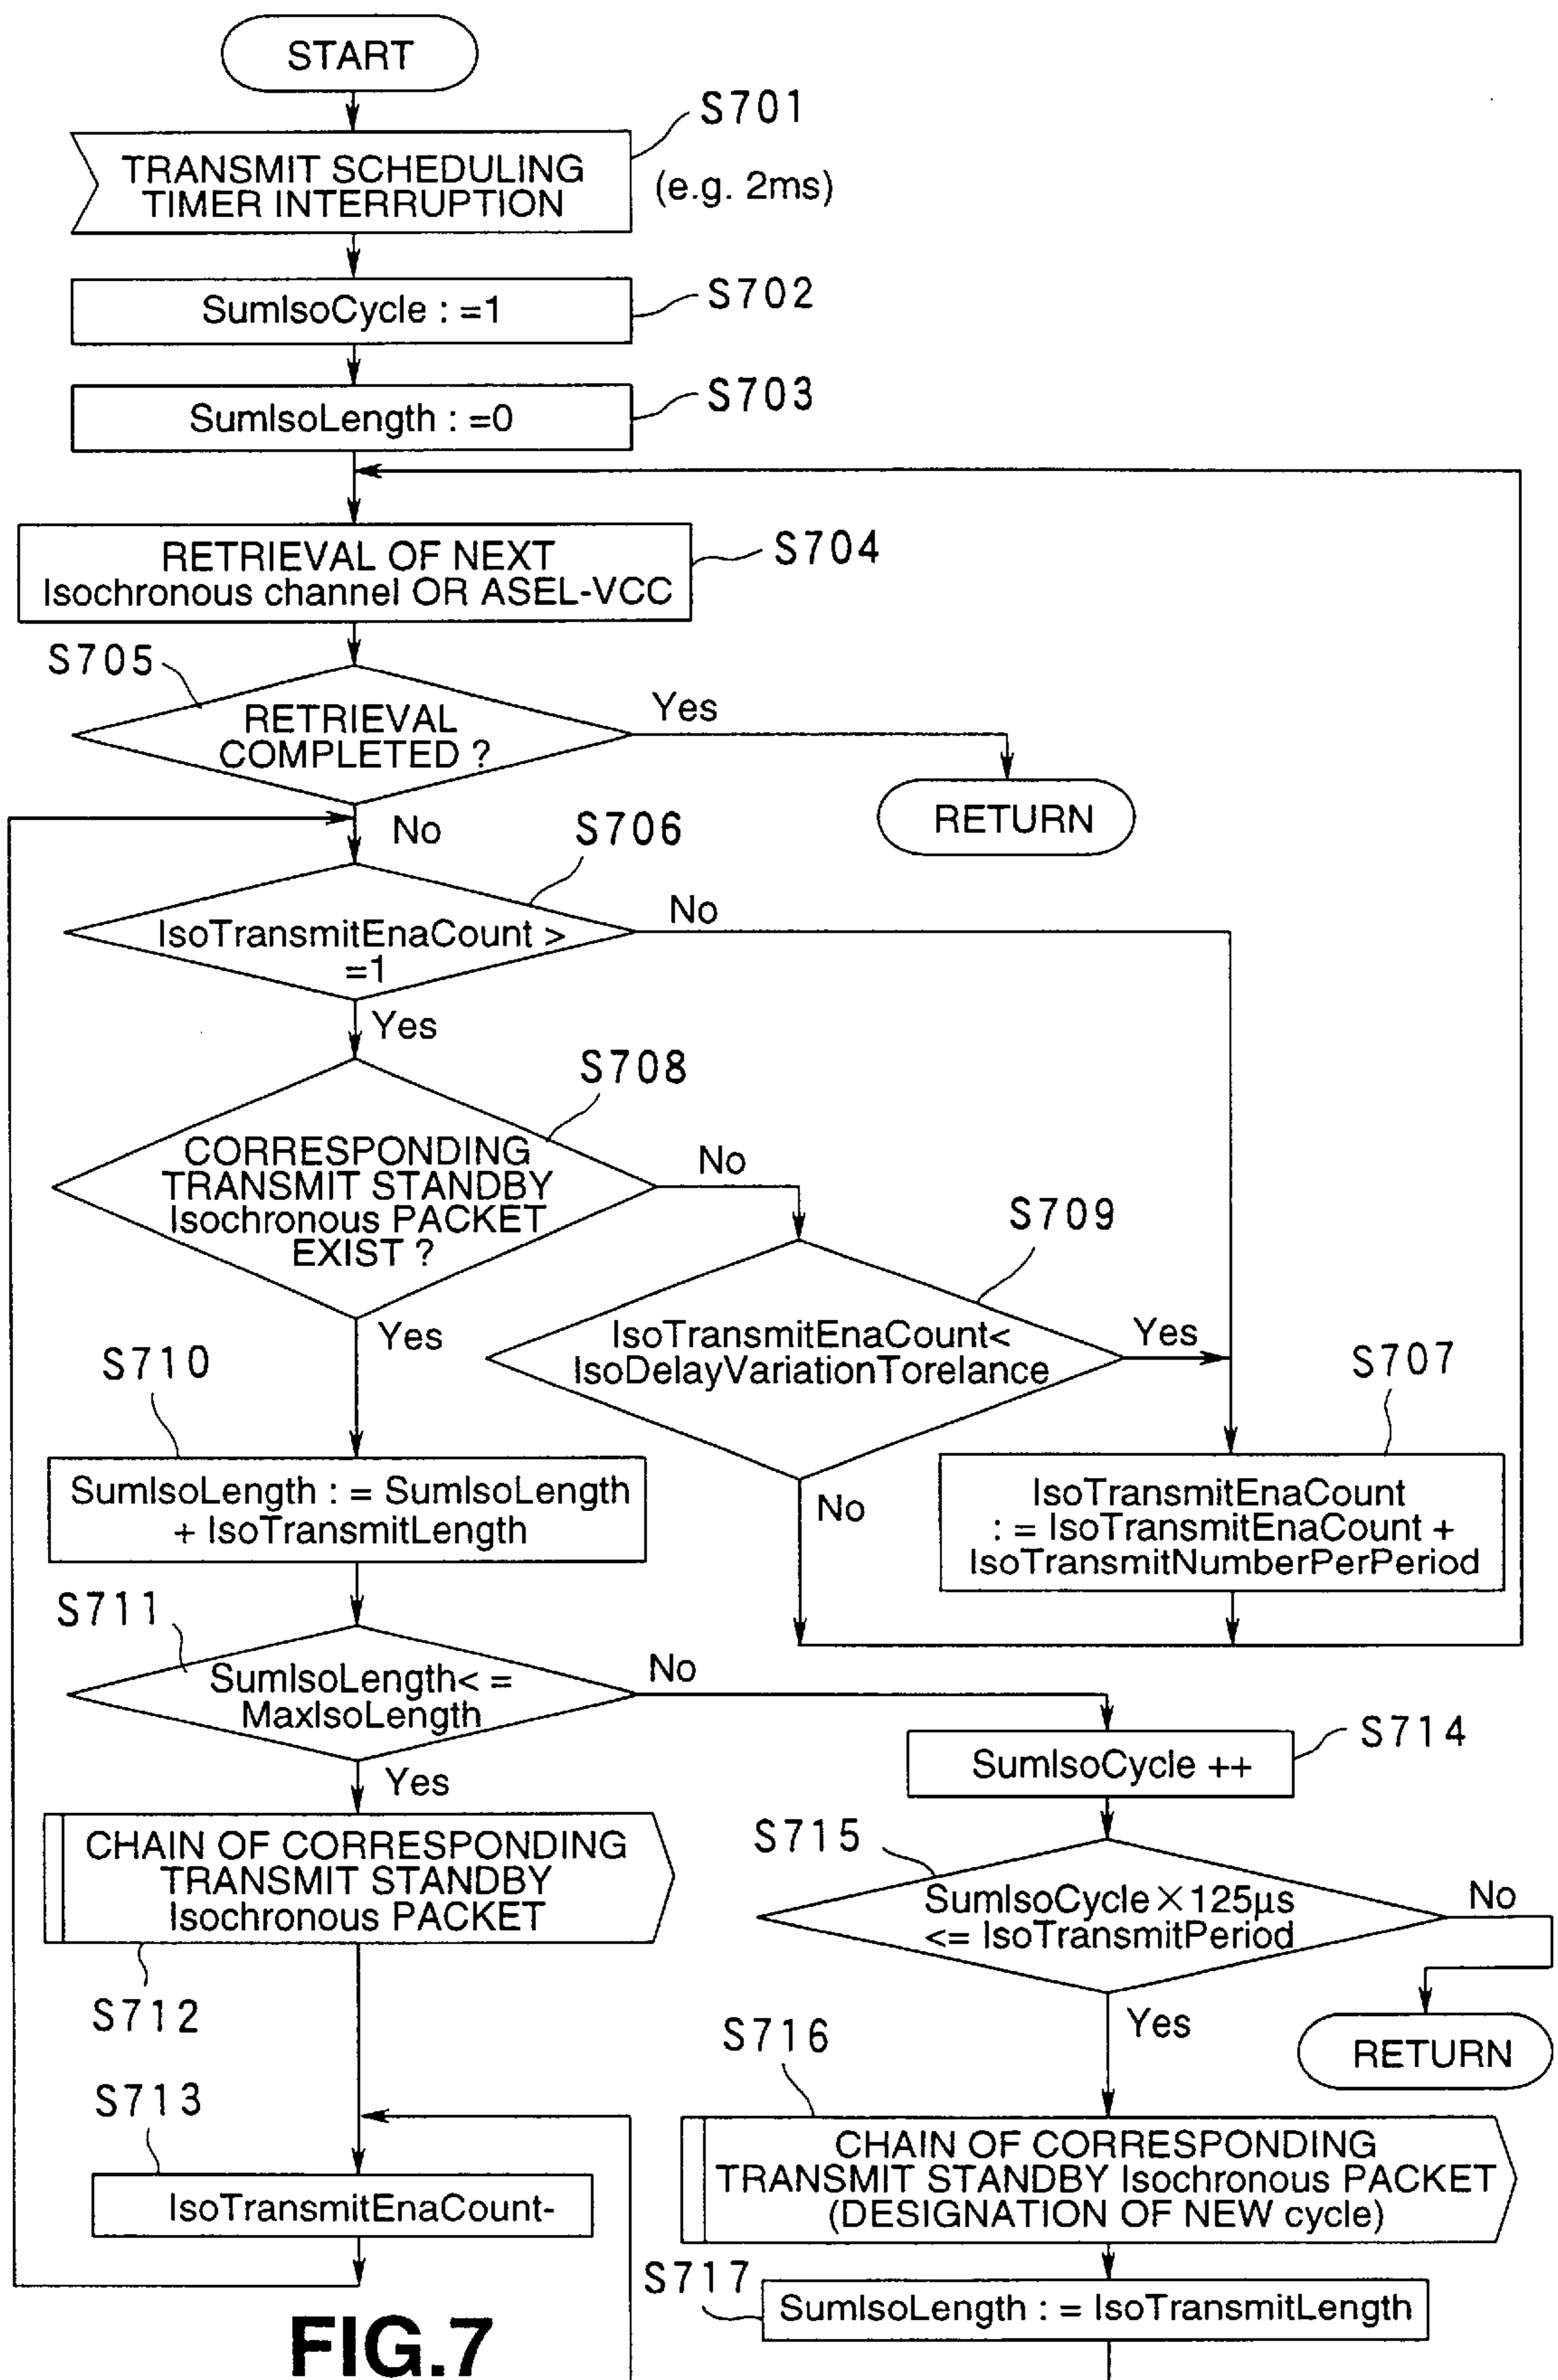 START
S701
TRANSMIT SCHEDULING
TIMER INTERRUPTION
(e.g. 2ms)
SumIsoCycle : =1
S702
SumIsoLength : =0
S703
RETRIEVAL OF NEXT
Isochronous channel OR ASEL-VCC
S704
S705
RETRIEVAL
COMPLETED ?
Yes
RETURN
No
S706
IsoTransmitEnaCount >
=1
No
Yes
S708
CORRESPONDING
TRANSMIT STANDBY
Isochronous PACKET
EXIST ?
No
S709
IsoTransmitEnaCount<
IsoDelayVariationTorelance
Yes
No
S707
IsoTransmitEnaCount
: = IsoTransmitEnaCount +
IsoTransmitNumberPerPeriod
Yes
S710
SumIsoLength : = SumIsoLength
+ IsoTransmitLength
S711
SumIsoLength< =
MaxIsoLength
No
S714
SumIsoCycle ++
Yes
CHAIN OF CORRESPONDING
TRANSMIT STANDBY
Isochronous PACKET
S712
S715
SumIsoCycle×125µs
<= IsoTransmitPeriod
No
RETURN
Yes
S716
CHAIN OF CORRESPONDING
TRANSMIT STANDBY Isochronous PACKET
(DESIGNATION OF NEW cycle)
S713
IsoTransmitEnaCount-
S717
SumIsoLength : = IsoTransmitLength
FIG.7